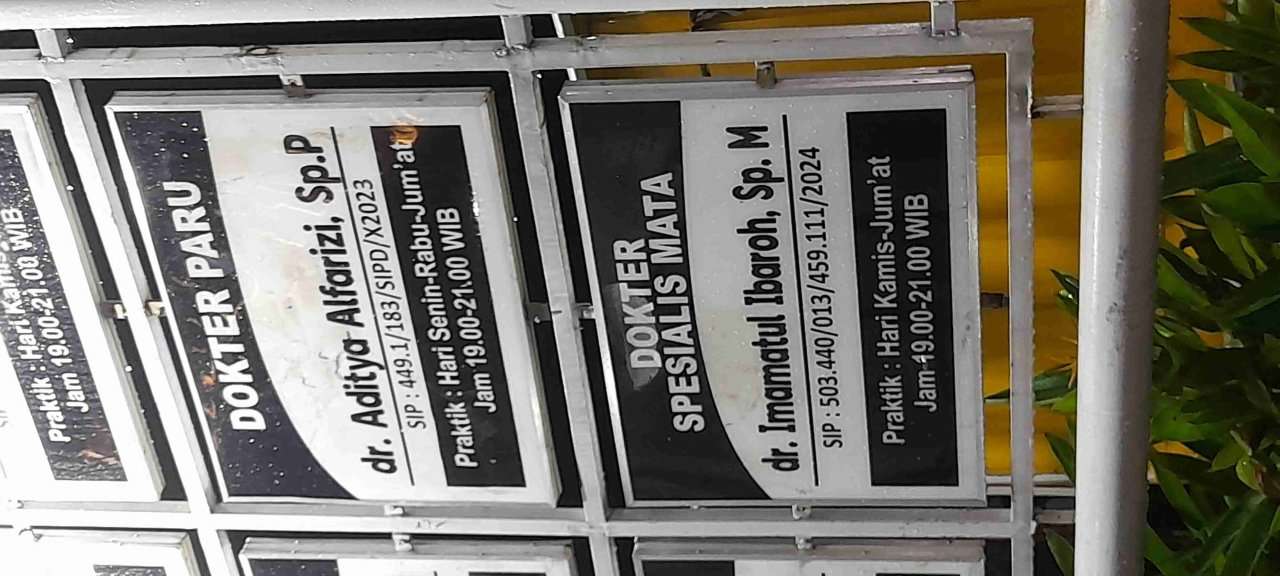 Praktik : Hari Kamis
Jam 19.00-21.00 WIB
DOKTER PARU
dr. Aditya Alfarizi, Sp.P
SIP : 449.1/183/SIPD/X2023
Praktik : Hari Senin-Rabu-Jum'at
Jam 19.00-21.00 WIB
DOKTER
SPESIALIS MATA
dr. Imamatul Ibaroh, Sp. M
SIP : 503.440/013/459.111/2024
Praktik : Hari Kamis-Jum'at
Jam 19.00-21.00 WIB